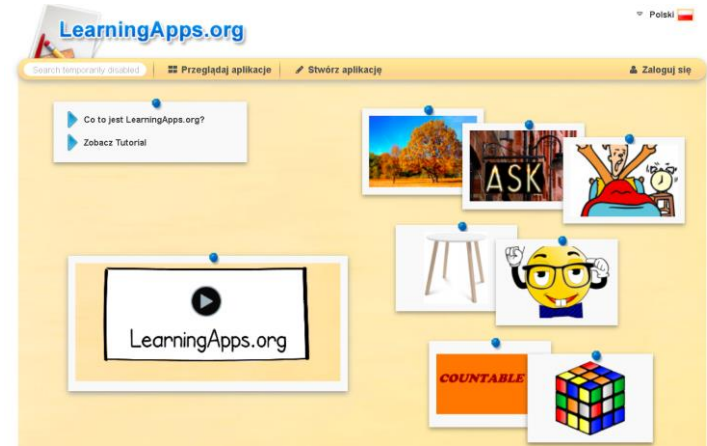 Polski
LearningApps.org
Search temporarily disabled
Przeglądaj aplikacje
Stwórz aplikację
Zaloguj się
Co to jest LearningApps.org?
Zobacz Tutorial
ASK
LearningApps.org
COUNTABLE